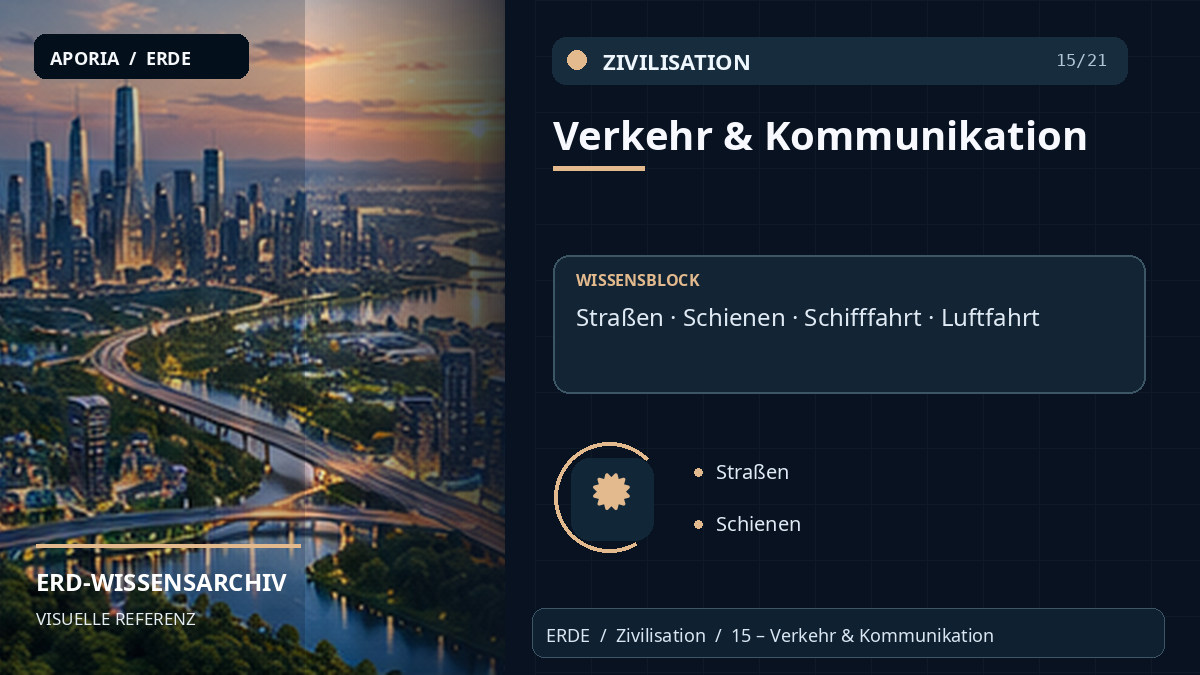 APORIA / ERDE
ERD-WISSENSARCHIV
VISUELLE REFERENZ
ZIVILISATION
15/21
Verkehr & Kommunikation
WISSENSBLOCK
Straßen · Schienen · Schifffahrt · Luftfahrt
Straßen
Schienen
ERDE / Zivilisation / 15 – Verkehr & Kommunikation